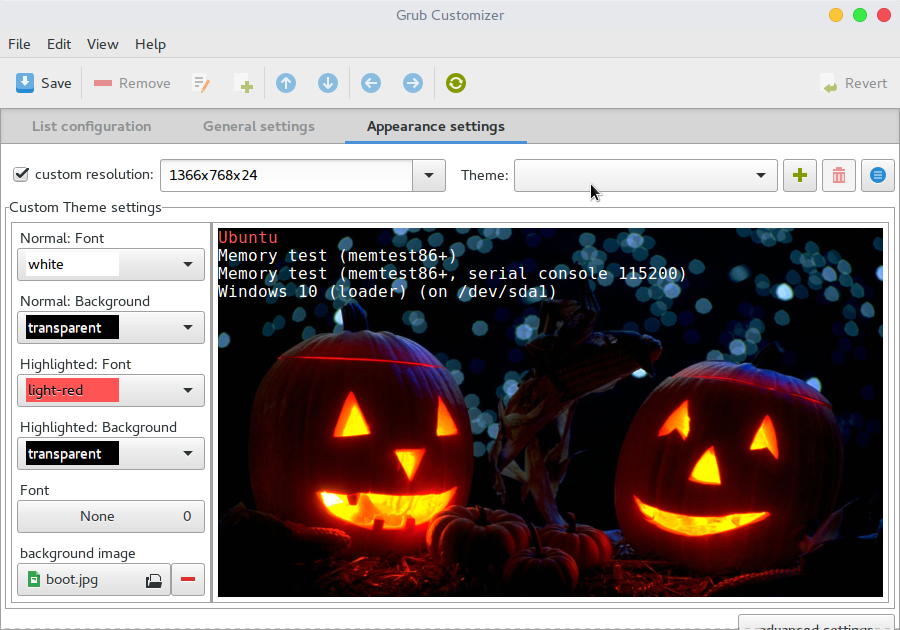 Grub Customizer
File Edit View Help
Save Remove Revert
List configuration General settings Appearance settings
custom resolution: 1366x768x24 Theme:
Custom Theme settings
Normal: Font
white
Normal: Background
transparent
Highlighted: Font
light-red
Highlighted: Background
transparent
Font
None 0
background image
boot.jpg
Ubuntu
Memory test (memtest86+)
Memory test (memtest86+, serial console 115200)
Windows 10 (loader) (on /dev/sda1)
advanced settings